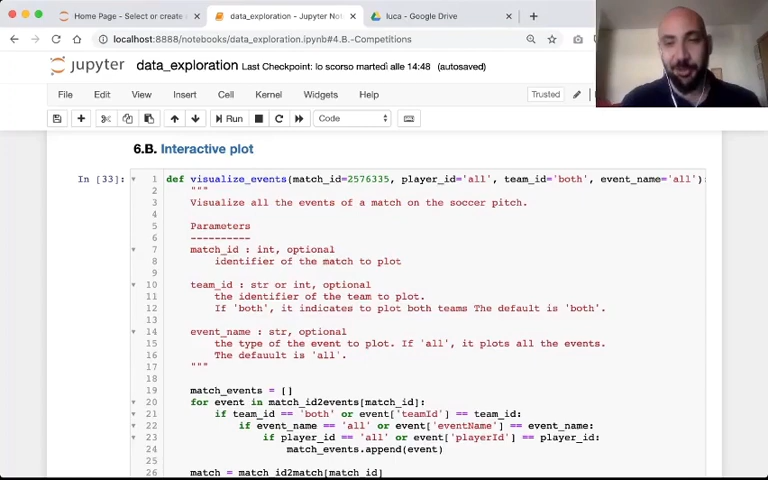 Home Page - Select or create
data_exploration - Jupyter Not
luca - Google Drive
localhost:8888/notebooks/data_exploration.ipynb#4.B.-Competitions
jupyter data_exploration Last Checkpoint: lo scorso martedì alle 14:48 (autosaved)
File Edit View Insert Cell Kernel Widgets Help
Trusted
Run
Code
6.B. Interactive plot
In [33]:
1 def visualize_events(match_id=2576335, player_id='all', team_id='both', event_name='all'):
2 """
3 Visualize all the events of a match on the soccer pitch.
4
5 Parameters
6 ----------
7 match_id : int, optional
8 identifier of the match to plot
9
10 team_id : str or int, optional
11 the identifier of the team to plot.
12 If 'both', it indicates to plot both teams The default is 'both'.
13
14 event_name : str, optional
15 the type of the event to plot. If 'all', it plots all the events.
16 The defauult is 'all'.
17 """
18
19 match_events = []
20 for event in match_id2events[match_id]:
21 if team_id == 'both' or event['teamId'] == team_id:
22 if event_name == 'all' or event['eventName'] == event_name:
23 if player_id == 'all' or event['playerId'] == player_id:
24 match_events.append(event)
25
26 match = match_id2match[match_id]